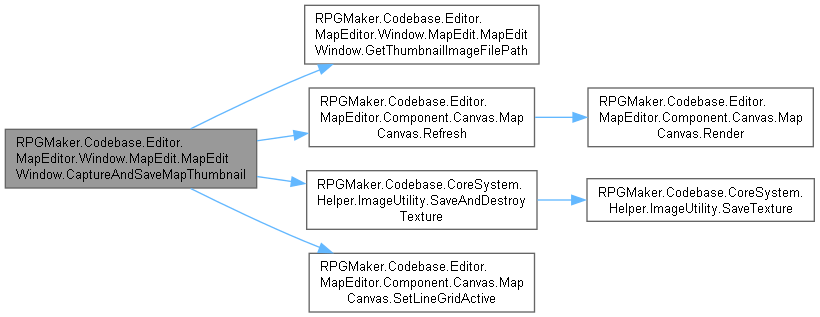 RPGMaker.Codebase.Editor.
MapEditor.Window.MapEdit.MapEdit
Window.CaptureAndSaveMapThumbnail
RPGMaker.Codebase.Editor.
MapEditor.Window.MapEdit.MapEdit
Window.GetThumbnailImageFilePath
RPGMaker.Codebase.Editor.
MapEditor.Component.Canvas.Map
Canvas.Refresh
RPGMaker.Codebase.Editor.
MapEditor.Component.Canvas.Map
Canvas.Render
RPGMaker.Codebase.CoreSystem.
Helper.ImageUtility.SaveAndDestroy
Texture
RPGMaker.Codebase.CoreSystem.
Helper.ImageUtility.SaveTexture
RPGMaker.Codebase.Editor.
MapEditor.Component.Canvas.Map
Canvas.SetLineGridActive